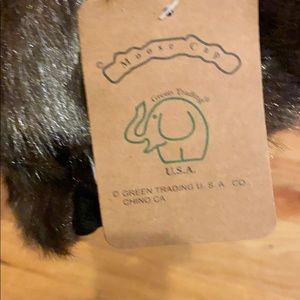 © Moose Cap
Green Trading®
U.S.A.
© GREEN TRADING U. S. A. CO.
CHINO CA